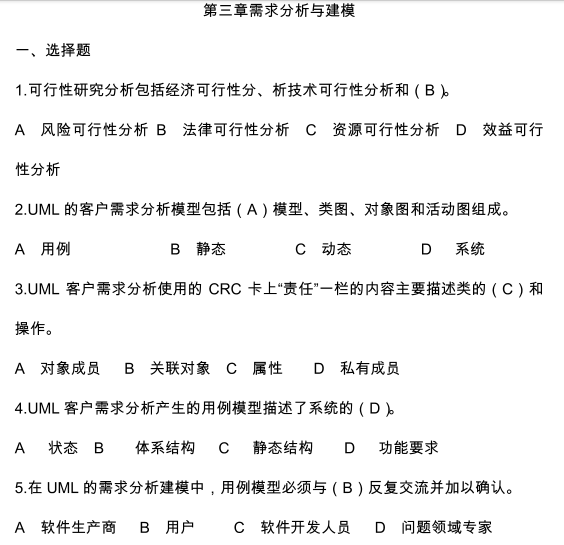 第三章需求分析与建模
一、选择题
1.可行性研究分析包括经济可行性分、析技术可行性分析和（B）。
A 风险可行性分析 B 法律可行性分析 C 资源可行性分析 D 效益可行
性分析
2.UML 的客户需求分析模型包括（A）模型、类图、对象图和活动图组成。
A 用例 B 静态 C 动态 D 系统
3.UML 客户需求分析使用的 CRC 卡上“责任”一栏的内容主要描述类的（C）和
操作。
A 对象成员 B 关联对象 C 属性 D 私有成员
4.UML 客户需求分析产生的用例模型描述了系统的（D）。
A 状态 B 体系结构 C 静态结构 D 功能要求
5.在 UML 的需求分析建模中，用例模型必须与（B）反复交流并加以确认。
A 软件生产商 B 用户 C 软件开发人员 D 问题领域专家